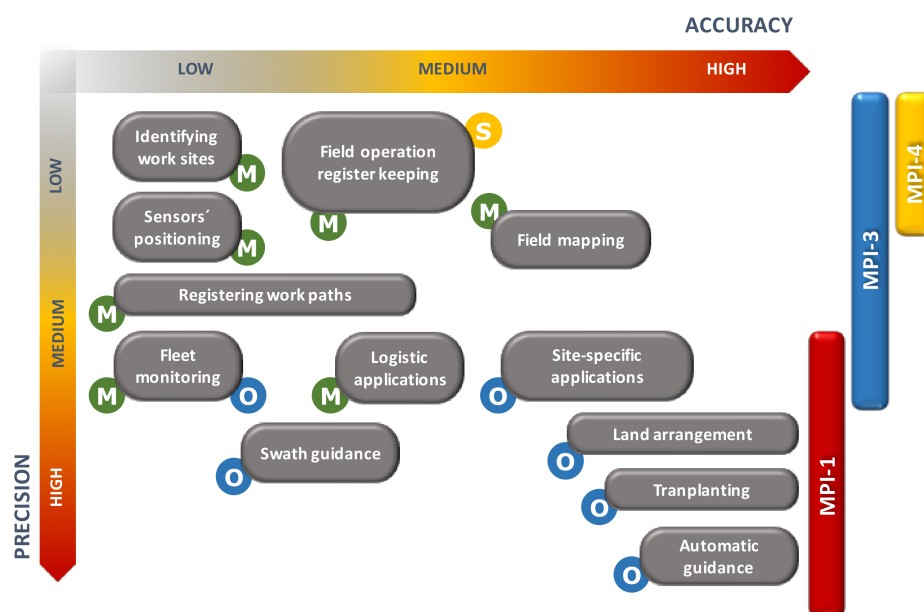 ACCURACY
LOW
MEDIUM
HIGH
PRECISION
LOW
MEDIUM
HIGH
Identifying
work sites
M
Field operation
register keeping
S
M
Sensors´
positioning
M
M
Field mapping
Registering work paths
M
Fleet
monitoring
M
O
Logistic
applications
M
Site-specific
applications
O
Land arrangement
O
Swath guidance
O
Tranplanting
O
Automatic
guidance
O
MPI-1
MPI-3
MPI-4